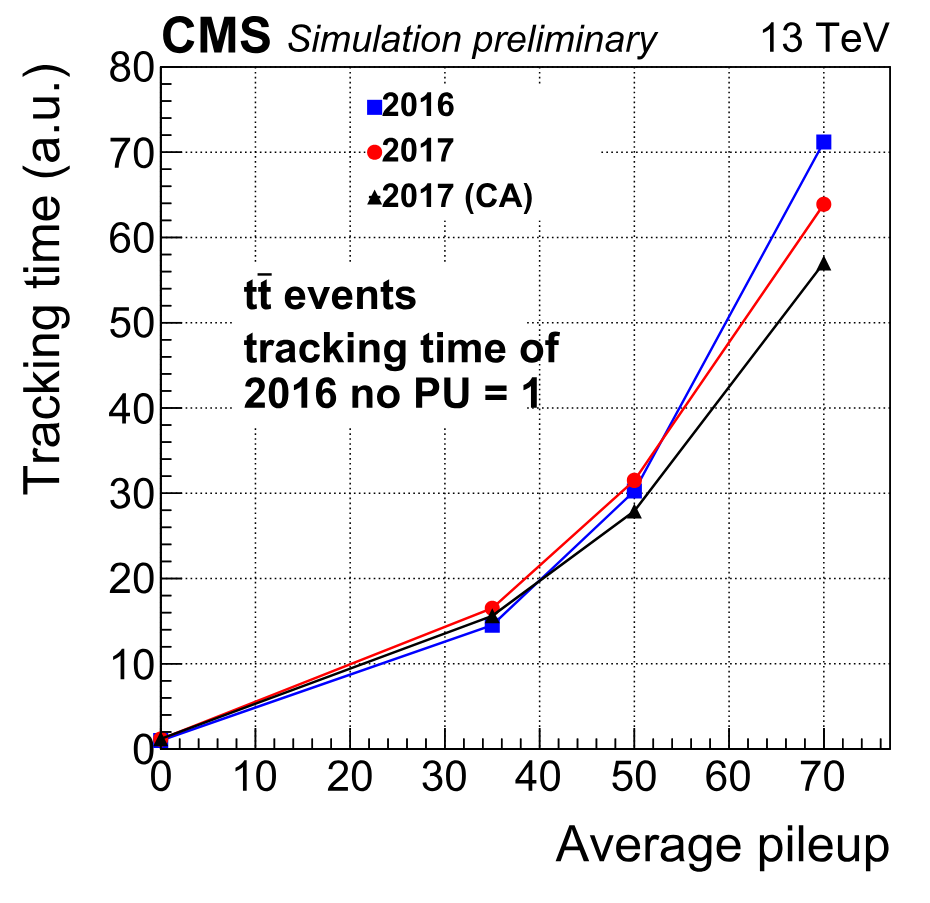 CMS Simulation preliminary 13 TeV
Tracking time (a.u.)
80
70
60
50
40
30
20
10
0
2016
2017
2017 (CA)
tt̄ events
tracking time of
2016 no PU = 1
0 10 20 30 40 50 60 70
Average pileup